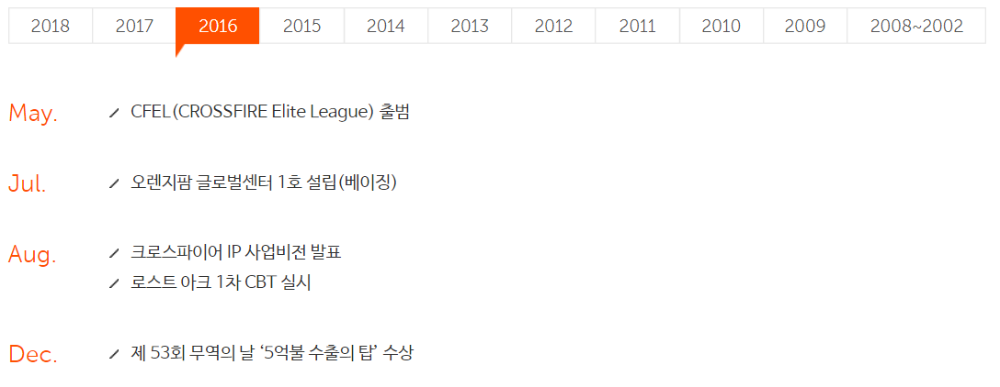 2018 2017 2016 2015 2014 2013 2012 2011 2010 2009 2008~2002
May. CFEL(CROSSFIRE Elite League) 출범
Jul. 오렌지팜 글로벌센터 1호 설립(베이징)
Aug. 크로스파이어 IP 사업비전 발표
로스트 아크 1차 CBT 실시
Dec. 제 53회 무역의 날 ‘5억불 수출의 탑’ 수상